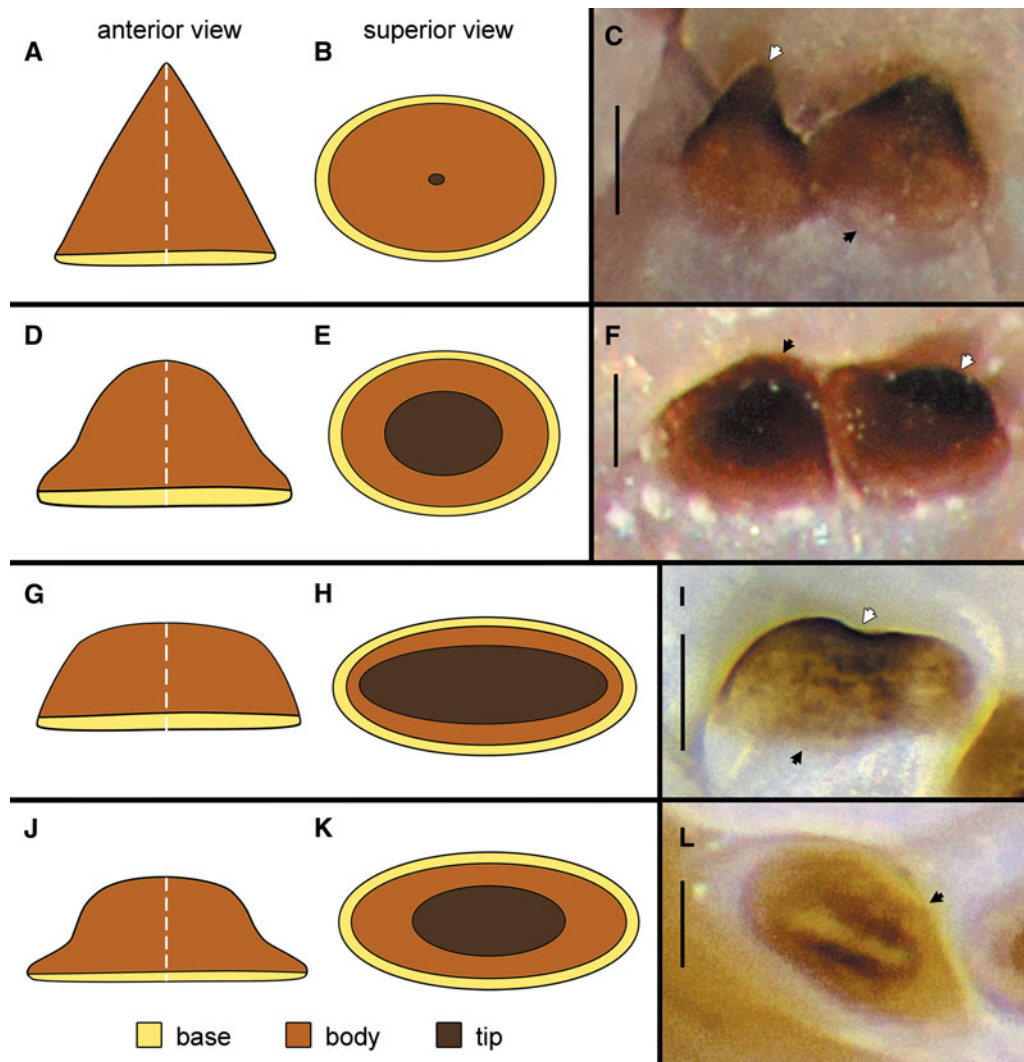 anterior view superior view
A B C
D E F
G H I
J K L
base body tip